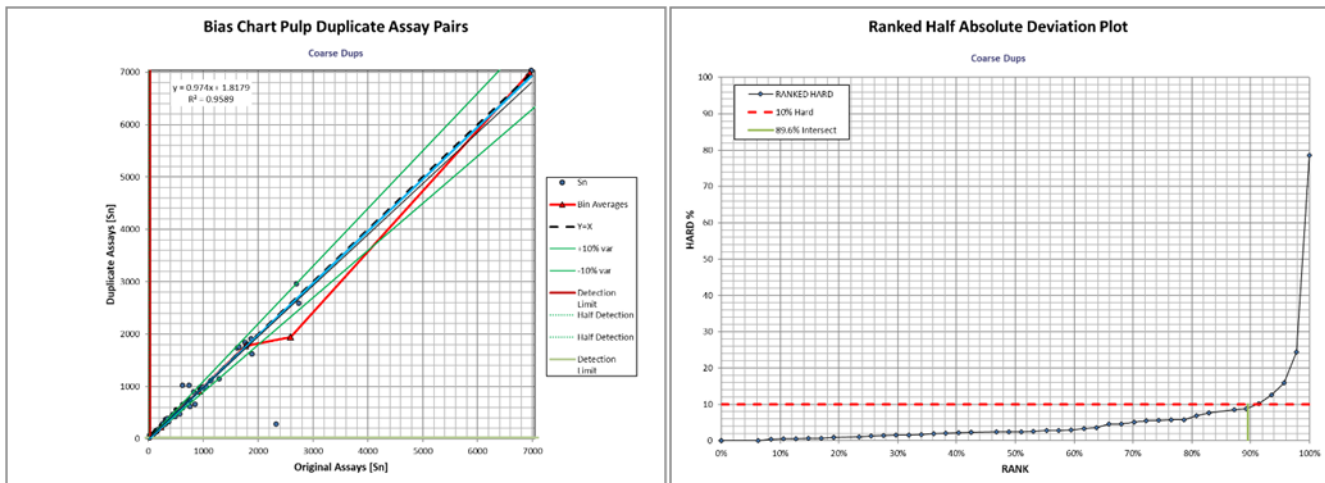 Bias Chart Pulp Duplicate Assay Pairs
Coarse Dups
y = 0.974x + 1.8179
R² = 0.9589
7000
6000
5000
4000
3000
2000
1000
0
Duplicate Assays [Sn]
0 1000 2000 3000 4000 5000 6000 7000
Original Assays [Sn]
Sn
Bin Averages
Y=X
+10% var
-10% var
Detection
Limit
Half Detection
Half Detection
Detection
Limit
Ranked Half Absolute Deviation Plot
Coarse Dups
100
90
80
70
60
50
40
30
20
10
0
HARD %
RANKED HARD
10% Hard
89.6% Intersect
0% 10% 20% 30% 40% 50% 60% 70% 80% 90% 100%
RANK